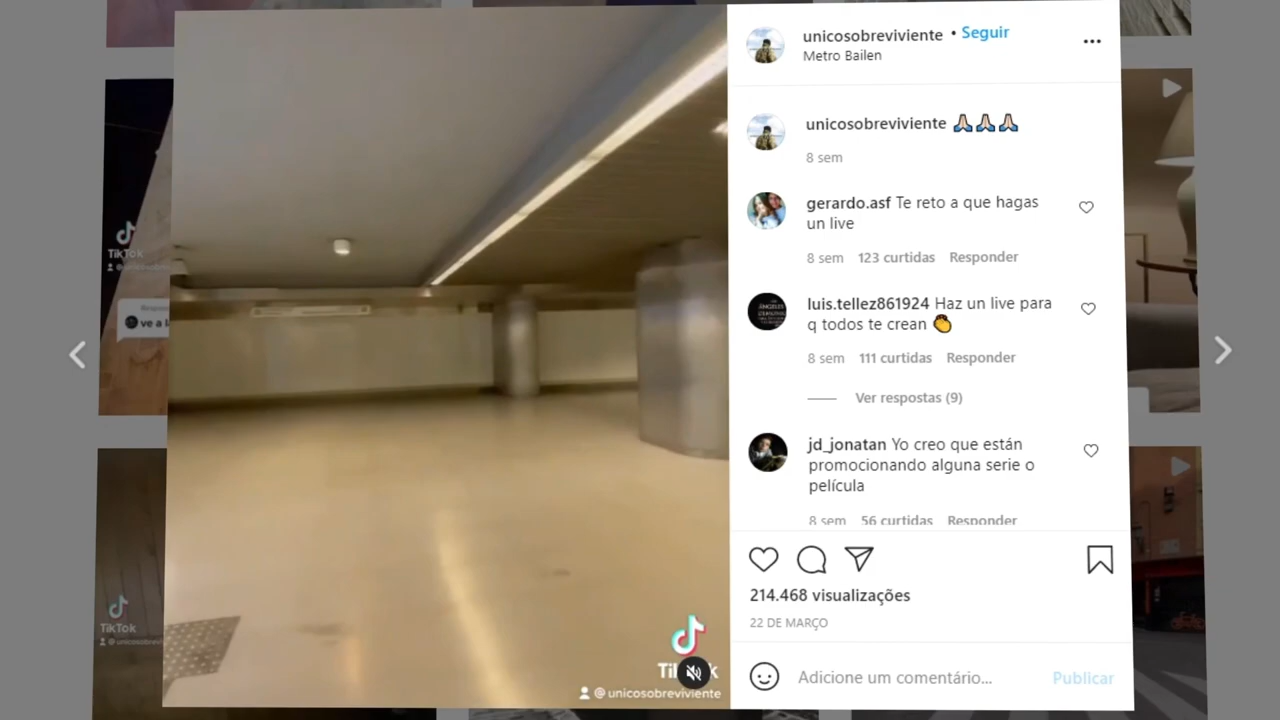 unicosobreviviente • Seguir
Metro Bailen
unicosobreviviente 🙏🏻🙏🏻🙏🏻
8 sem
gerardo.asf Te reto a que hagas
un live
8 sem 123 curtidas Responder
luis.tellez861924 Haz un live para
q todos te crean 👏
8 sem 111 curtidas Responder
Ver respostas (9)
jd_jonatan Yo creo que están
promocionando alguna serie o
película
8 sem 56 curtidas Responder
214.468 visualizações
22 DE MARÇO
Adicione um comentário... Publicar
@unicosobreviviente
TikTok
ve a l
TikTok